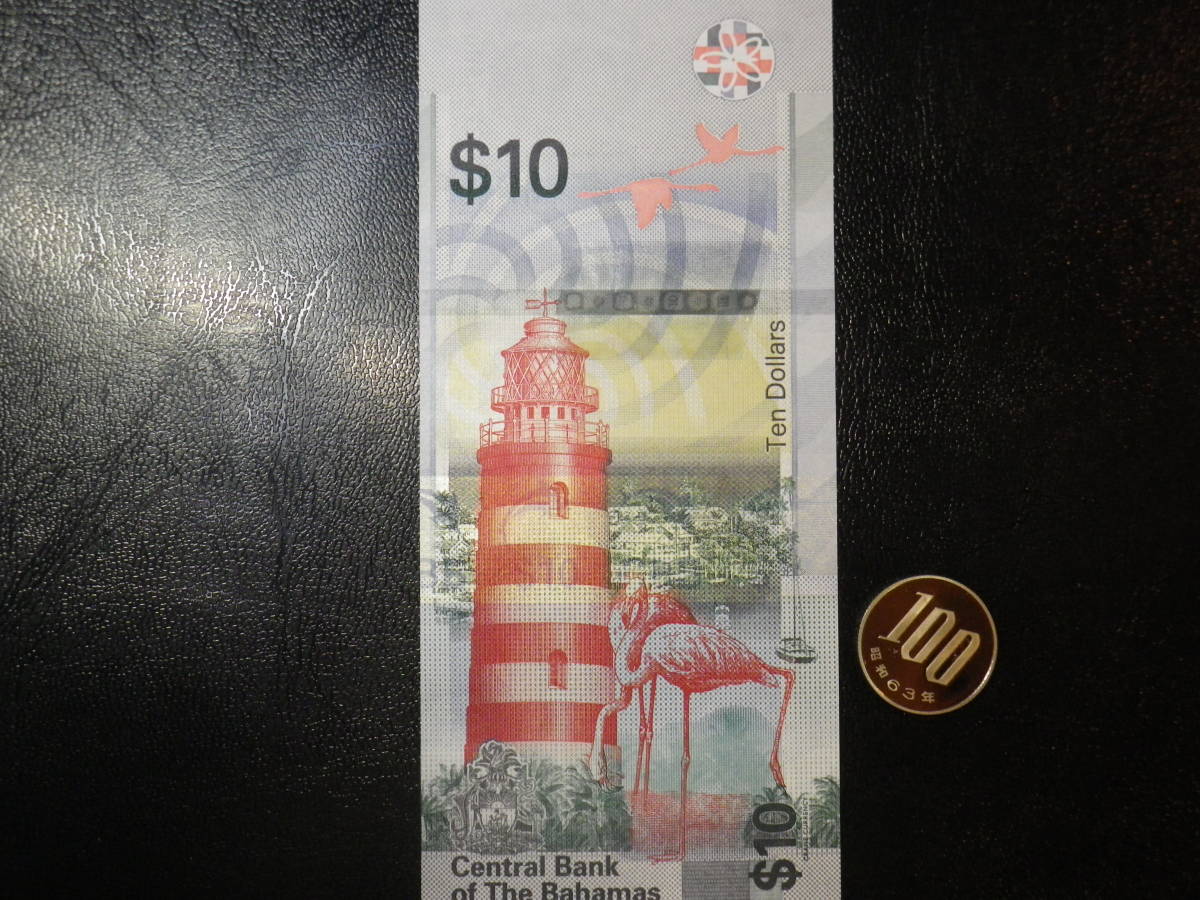 $10
Ten Dollars
100
昭和63年
$10
Central Bank
of The Bahamas